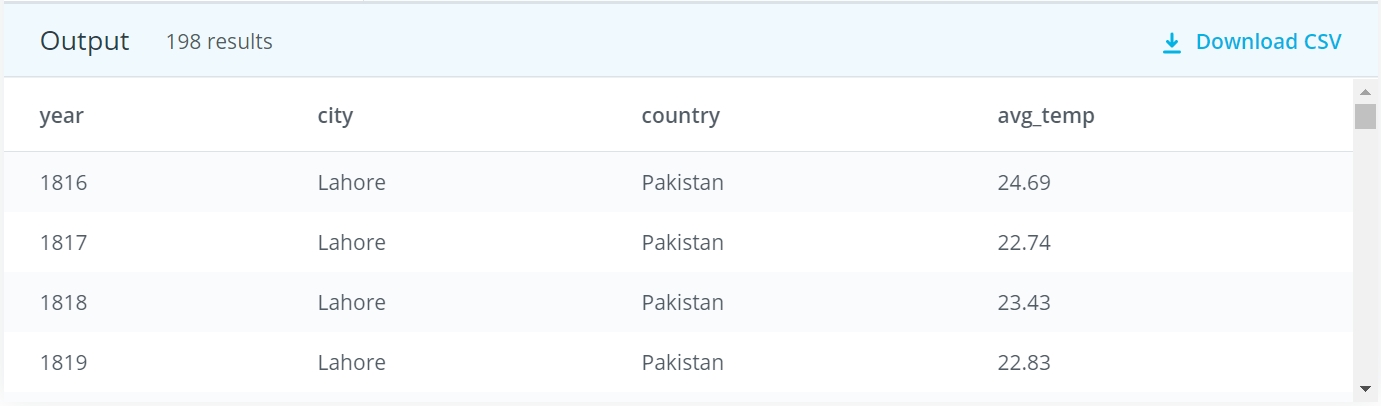 Output 198 results Download CSV
year city country avg_temp
1816 Lahore Pakistan 24.69
1817 Lahore Pakistan 22.74
1818 Lahore Pakistan 23.43
1819 Lahore Pakistan 22.83